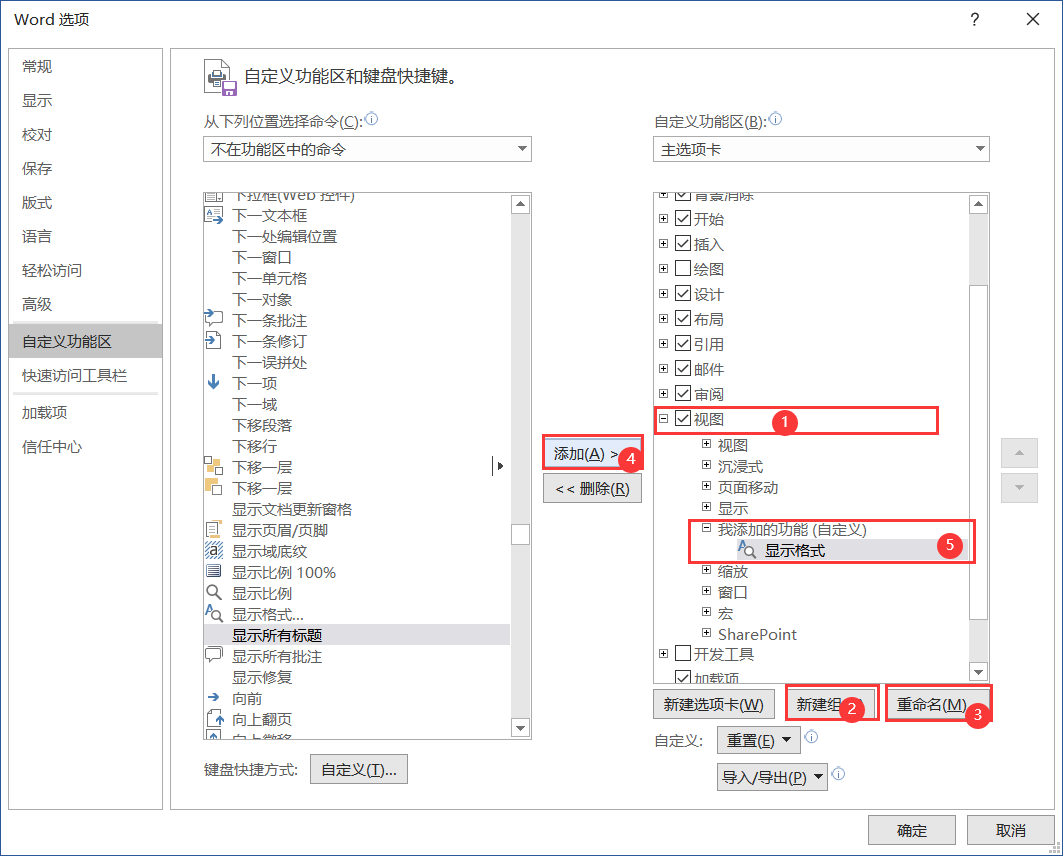 Word 选项
?
常规
显示
校对
保存
版式
语言
轻松访问
高级
自定义功能区
快速访问工具栏
加载项
信任中心
自定义功能区和键盘快捷键。
从下列位置选择命令(C):
不在功能区中的命令
下拉框(Web 控件)
下一文本框
下一处编辑位置
下一窗口
下一单元格
下一对象
下一条批注
下一条修订
下一误拼处
下一项
下一域
下移段落
下移行
下移一层
下移一层
显示文档更新窗格
显示页眉/页脚
显示域底纹
显示比例 100%
显示比例
显示格式...
显示所有标题
显示所有批注
显示修复
向前
向上翻页
向上微移
键盘快捷方式: 自定义(T)...
添加(A) > 4
<< 删除(R)
自定义功能区(B):
主选项卡
背景消除
开始
插入
绘图
设计
布局
引用
邮件
审阅
视图 1
视图
沉浸式
页面移动
显示
我添加的功能 (自定义)
显示格式 5
缩放
窗口
宏
SharePoint
开发工具
加载项
新建选项卡(W) 新建组 2 重命名(M) 3
自定义: 重置(E)
导入/导出(P)
确定 取消